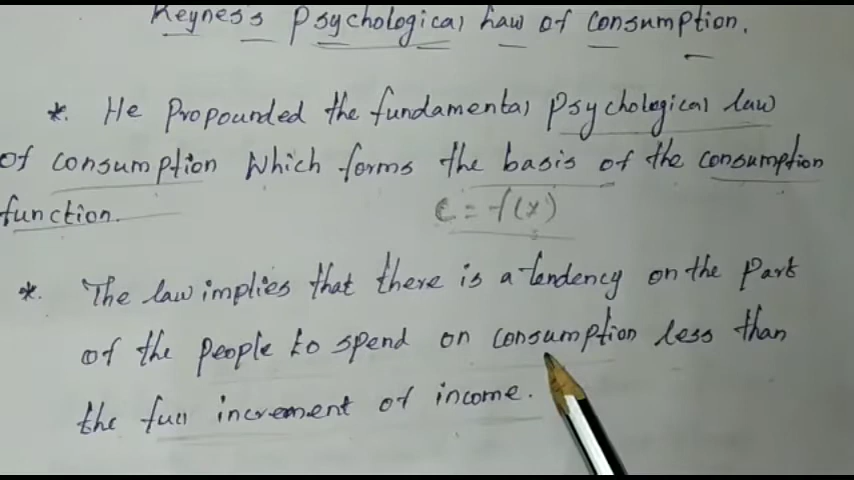 Keyness Psychological Law of Consumption.
*. He Propounded the fundamental Psychological law
of consumption Which forms the basis of the consumption
function.
C = f(x)
*. The law implies that there is a tendency on the Part
of the people to spend on consumption less than
the full increment of income.